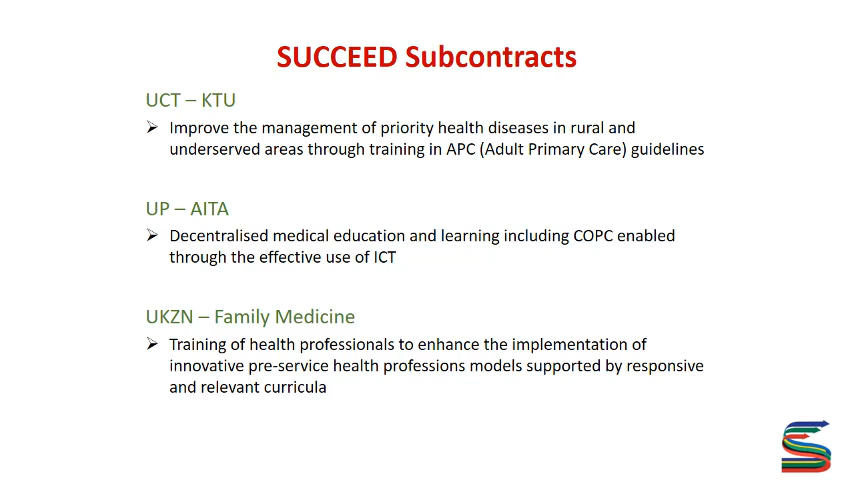 SUCCEED Subcontracts
UCT – KTU
➢ Improve the management of priority health diseases in rural and
underserved areas through training in APC (Adult Primary Care) guidelines
UP – AITA
➢ Decentralised medical education and learning including COPC enabled
through the effective use of ICT
UKZN – Family Medicine
➢ Training of health professionals to enhance the implementation of
innovative pre-service health professions models supported by responsive
and relevant curricula